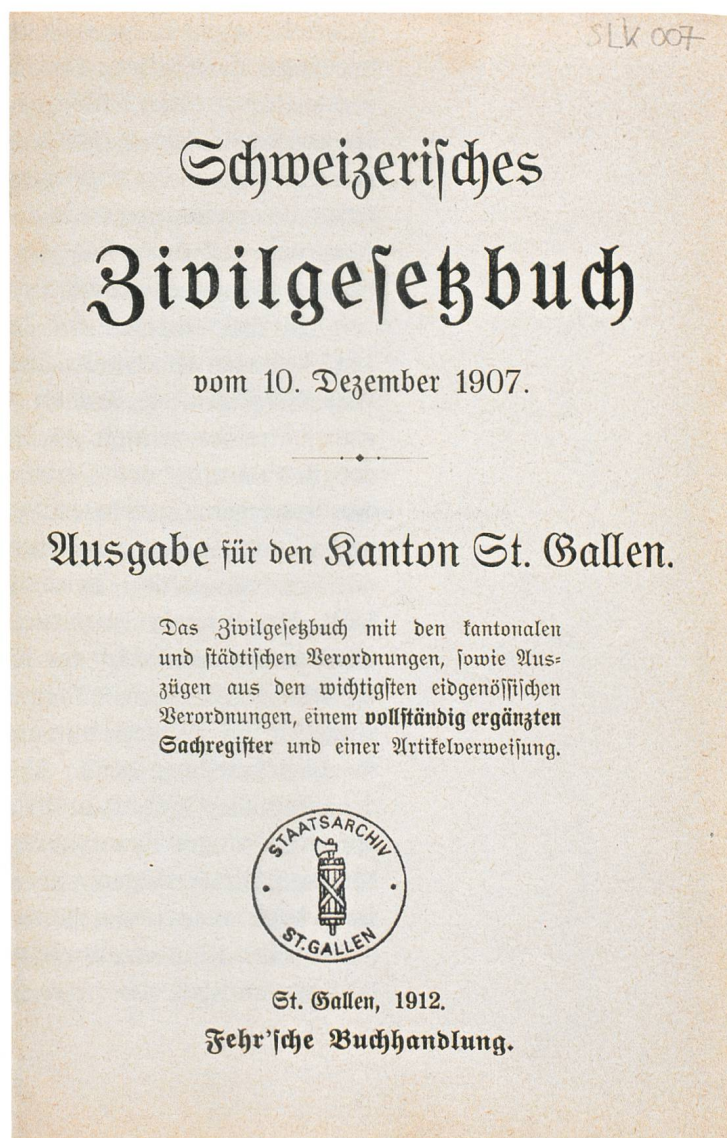 SLK 007
Schweizerisches
Zivilgesetzbuch
vom 10. Dezember 1907.
Ausgabe für den Kanton St. Gallen.
Das Zivilgesetzbuch mit den kantonalen
und städtischen Verordnungen, sowie Aus-
zügen aus den wichtigsten eidgenössischen
Verordnungen, einem vollständig ergänzten
Sachregister und einer Artikelverweisung.
STAATSARCHIV
ST. GALLEN
St. Gallen, 1912.
Fehr'sche Buchhandlung.